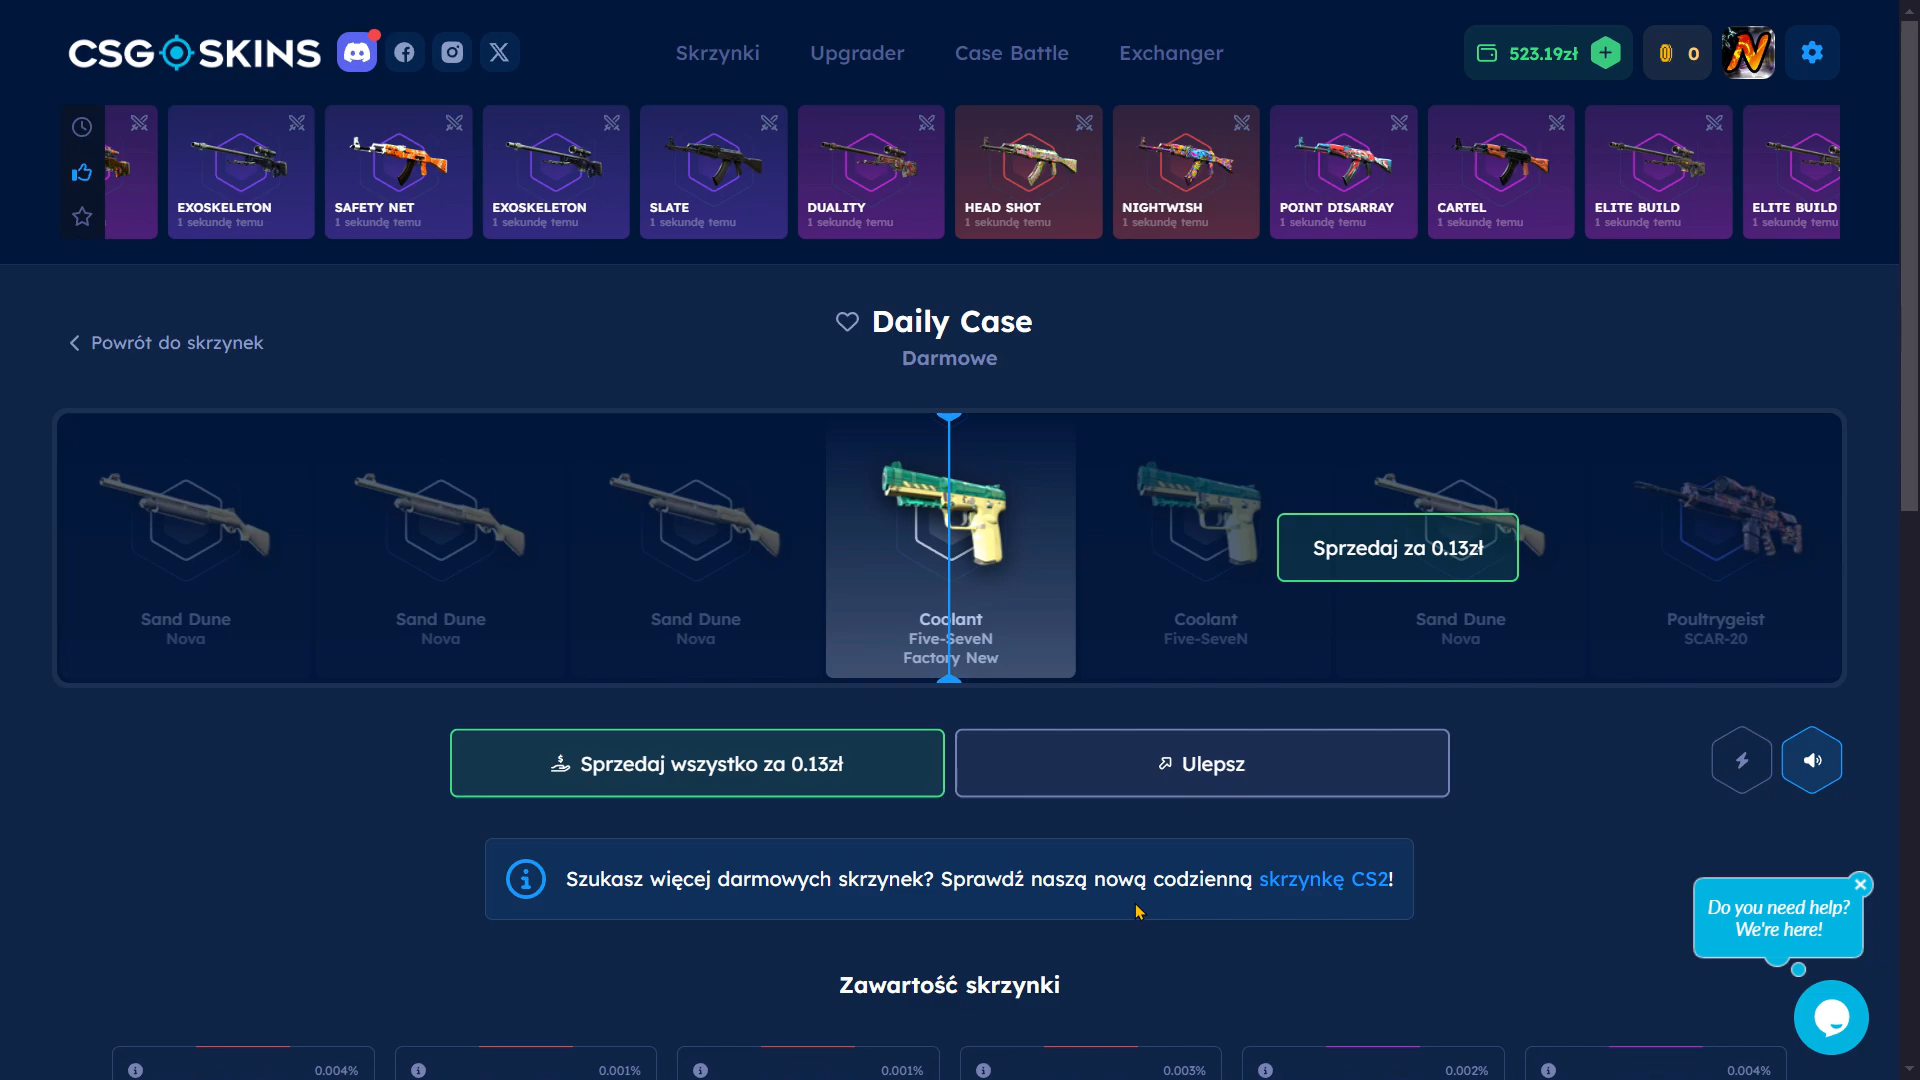 CSG SKINS
Skrzynki
Upgrader
Case Battle
Exchanger
523.19zł
0
EXOSKELETON
1 sekundę temu
SAFETY NET
1 sekundę temu
EXOSKELETON
1 sekundę temu
SLATE
1 sekundę temu
DUALITY
1 sekundę temu
HEAD SHOT
1 sekundę temu
NIGHTWISH
1 sekundę temu
POINT DISARRAY
1 sekundę temu
CARTEL
1 sekundę temu
ELITE BUILD
1 sekundę temu
ELITE BUILD
1 sekundę temu
Powrót do skrzynek
Daily Case
Darmowe
Sand Dune
Nova
Sand Dune
Nova
Sand Dune
Nova
Coolant
Five-SeveN
Factory New
Coolant
Five-SeveN
Sprzedaj za 0.13zł
Sand Dune
Nova
Poultrygeist
SCAR-20
Sprzedaj wszystko za 0.13zł
Ulepsz
Szukasz więcej darmowych skrzynek? Sprawdź naszą nową codzienną skrzynkę CS2!
Do you need help?
We're here!
Zawartość skrzynki
0.004%
0.001%
0.001%
0.003%
0.002%
0.004%